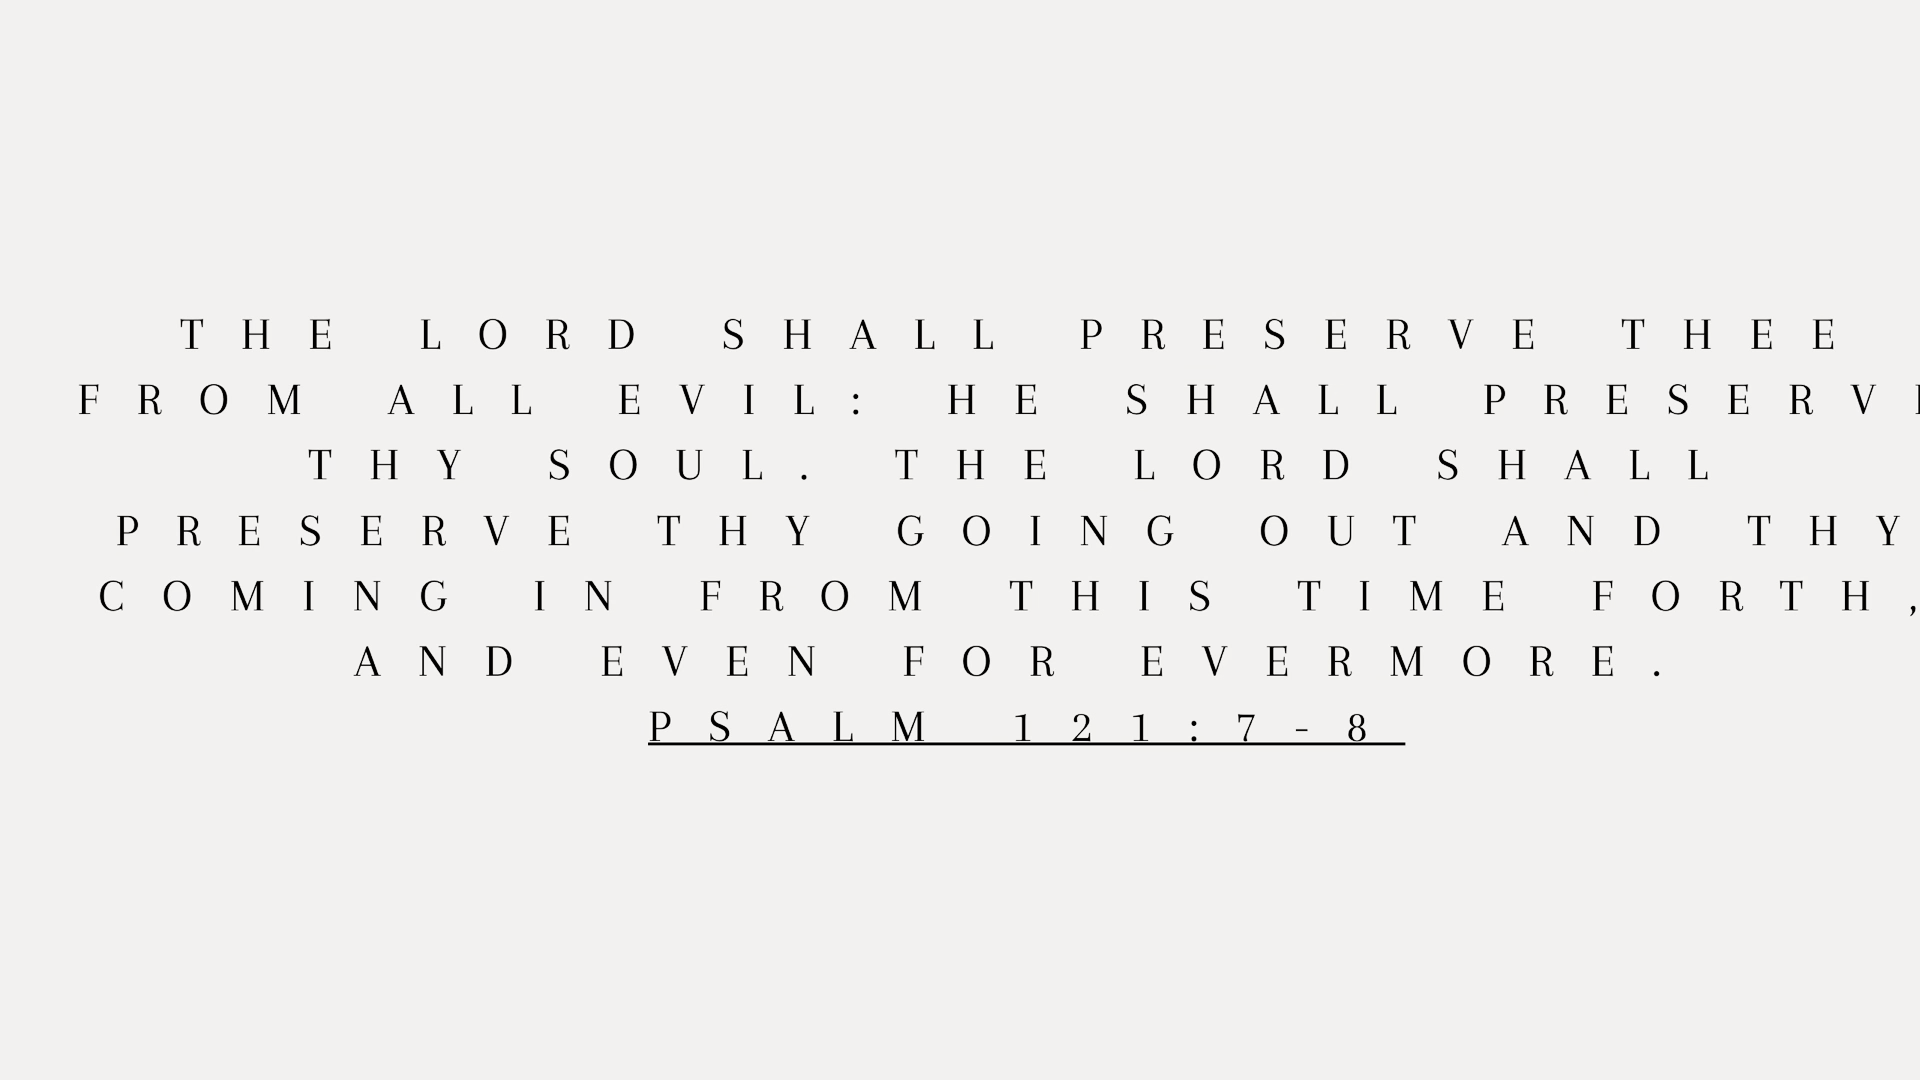 THE LORD SHALL PRESERVE THEE
FROM ALL EVIL: HE SHALL PRESERVE
THY SOUL. THE LORD SHALL
PRESERVE THY GOING OUT AND THY
COMING IN FROM THIS TIME FORTH,
AND EVEN FOR EVERMORE.
PSALM 121:7-8